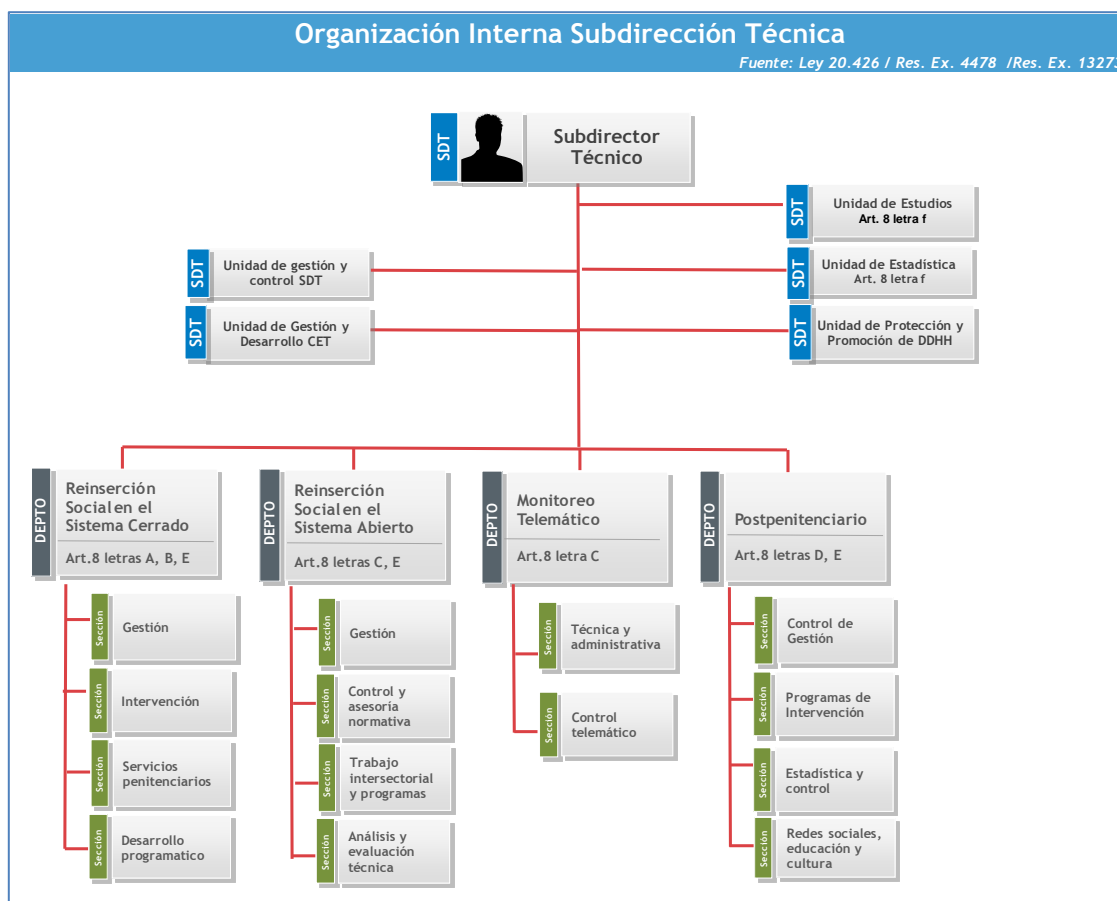 Organización Interna Subdirección Técnica
Fuente: Ley 20.426 / Res. Ex. 4478 /Res. Ex. 13273
SDT
Subdirector
Técnico
SDT
Unidad de Estudios
Art. 8 letra f
SDT
Unidad de gestión y
control SDT
SDT
Unidad de Estadística
Art. 8 letra f
SDT
Unidad de Gestión y
Desarrollo CET
SDT
Unidad de Protección y
Promoción de DDHH
DEPTO
Reinserción
Social en el
Sistema Cerrado
Art.8 letras A, B, E
DEPTO
Reinserción
Social en el
Sistema Abierto
Art.8 letras C, E
DEPTO
Monitoreo
Telemático
Art.8 letra C
DEPTO
Postpenitenciario
Art.8 letras D, E
Sección
Gestión
Sección
Intervención
Sección
Servicios
penitenciarios
Sección
Desarrollo
programatico
Sección
Gestión
Sección
Control y
asesoría
normativa
Sección
Trabajo
intersectorial
y programas
Sección
Análisis y
evaluación
técnica
Sección
Técnica y
administrativa
Sección
Control
telemático
Sección
Control de
Gestión
Sección
Programas de
Intervención
Sección
Estadística y
control
Sección
Redes sociales,
educación y
cultura